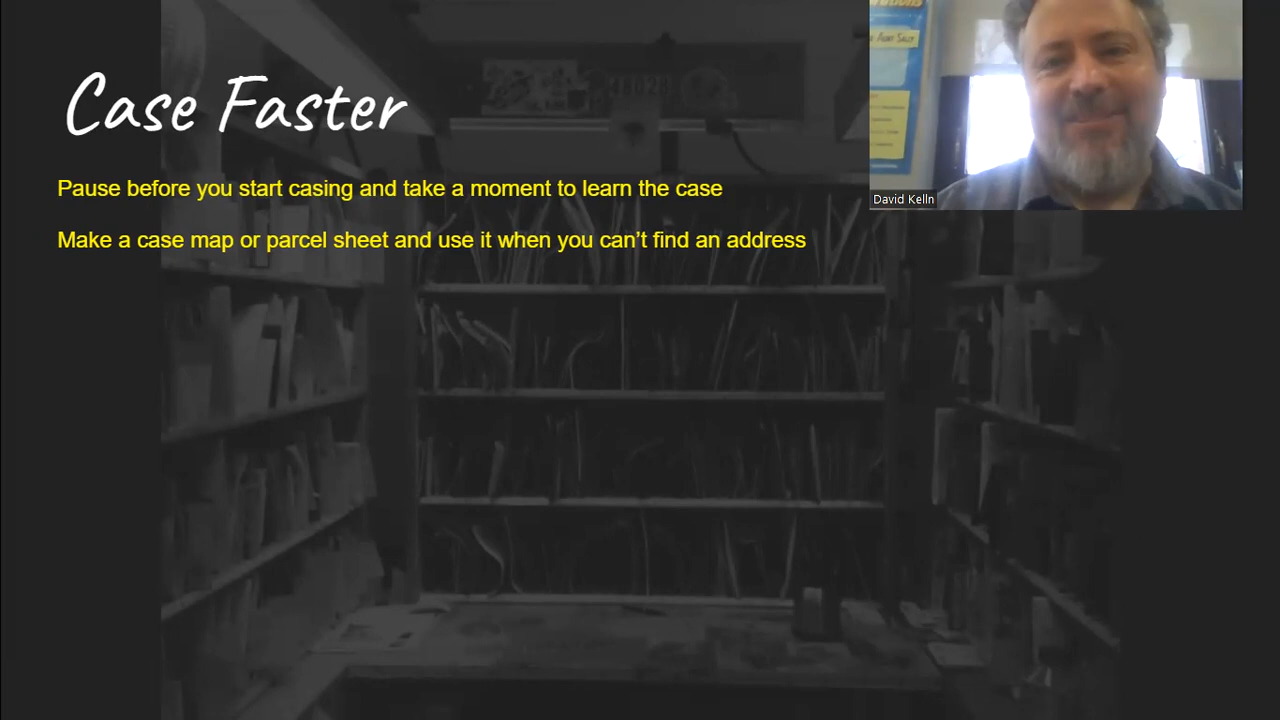 Case Faster
Pause before you start casing and take a moment to learn the case
Make a case map or parcel sheet and use it when you can’t find an address
David Kelln